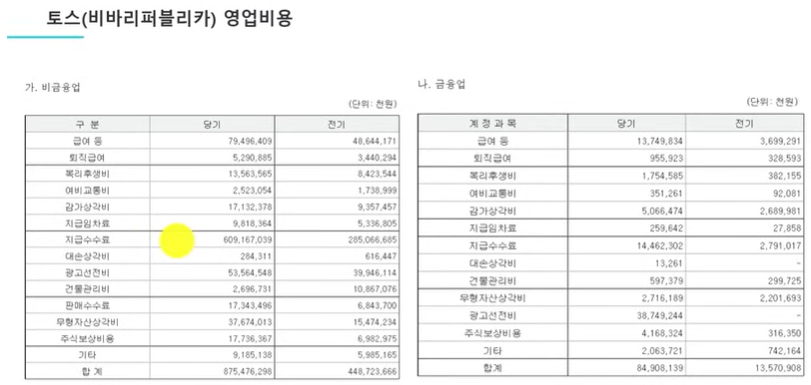 토스(비바리퍼블리카) 영업비용
가. 비금융업
(단위: 천원)
구 분 당기 전기
급여 등 79,496,409 48,644,171
퇴직급여 5,290,885 3,440,294
복리후생비 13,563,565 8,423,544
여비교통비 2,523,054 1,738,999
감가상각비 17,132,378 9,357,457
지급임차료 9,818,364 5,336,805
지급수수료 609,167,039 285,066,685
대손상각비 284,311 616,447
광고선전비 53,564,548 39,946,114
건물관리비 2,696,731 10,867,076
판매수수료 17,343,496 6,843,700
무형자산상각비 37,674,013 15,474,234
주식보상비용 17,736,367 6,982,975
기타 9,185,138 5,985,165
합 계 875,476,298 448,723,666
나. 금융업
(단위: 천원)
계정과목 당기 전기
급여 등 13,749,834 3,699,291
퇴직급여 955,923 328,593
복리후생비 1,754,585 382,155
여비교통비 351,261 92,081
감가상각비 5,066,474 2,689,981
지급임차료 259,642 27,858
지급수수료 14,462,302 2,791,017
대손상각비 13,261 -
건물관리비 597,379 299,725
무형자산상각비 2,716,189 2,201,693
광고선전비 38,749,244 -
주식보상비용 4,168,324 316,350
기타 2,063,721 742,164
합계 84,908,139 13,570,908